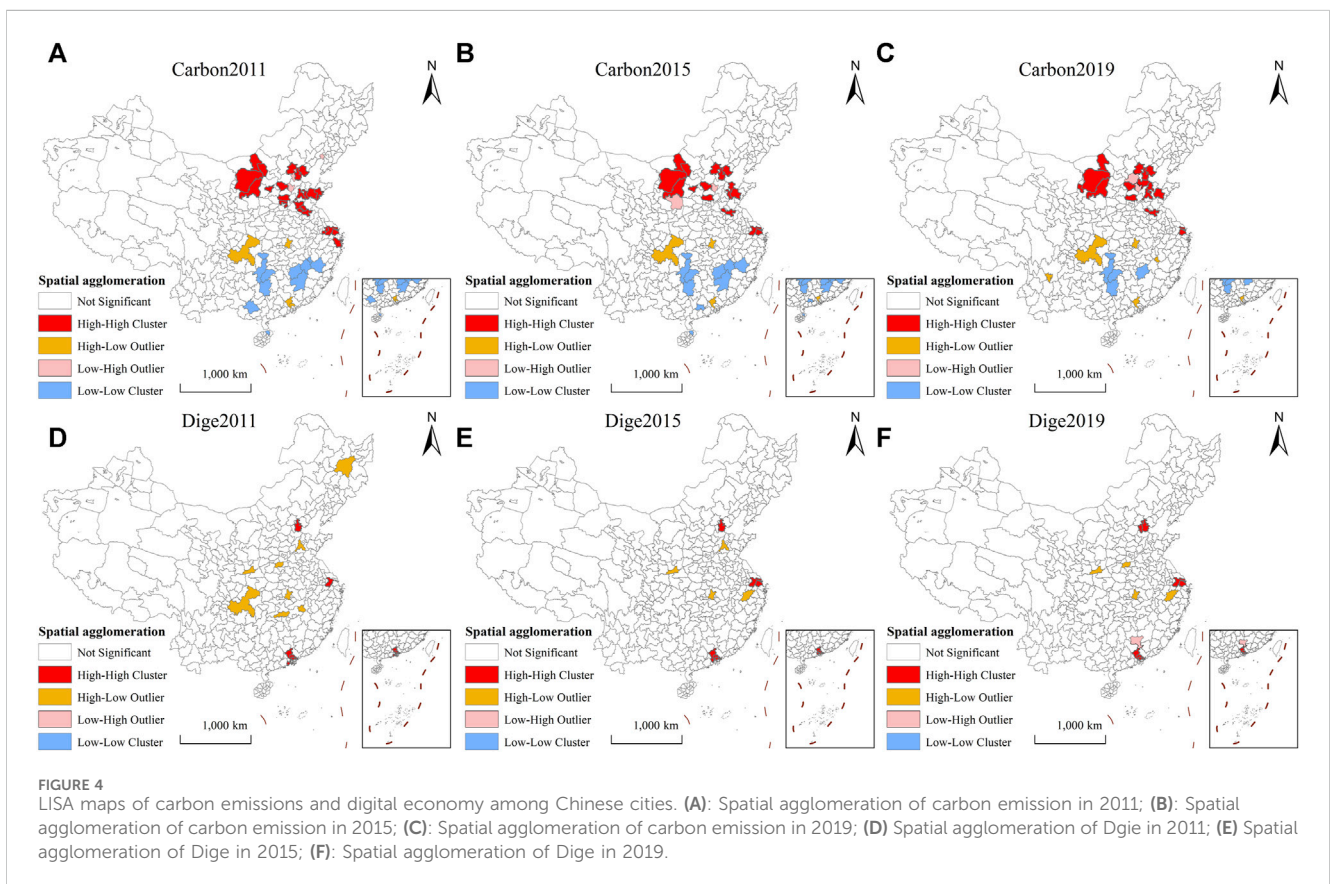 A
Carbon2011
N
Spatial agglomeration
Not Significant
High-High Cluster
High-Low Outlier
Low-High Outlier
Low-Low Cluster
1,000 km
B
Carbon2015
N
Spatial agglomeration
Not Significant
High-High Cluster
High-Low Outlier
Low-High Outlier
Low-Low Cluster
1,000 km
C
Carbon2019
N
Spatial agglomeration
Not Significant
High-High Cluster
High-Low Outlier
Low-High Outlier
Low-Low Cluster
1,000 km
D
Dige2011
N
Spatial agglomeration
Not Significant
High-High Cluster
High-Low Outlier
Low-High Outlier
Low-Low Cluster
1,000 km
E
Dige2015
N
Spatial agglomeration
Not Significant
High-High Cluster
High-Low Outlier
Low-High Outlier
Low-Low Cluster
1,000 km
F
Dige2019
N
Spatial agglomeration
Not Significant
High-High Cluster
High-Low Outlier
Low-High Outlier
Low-Low Cluster
1,000 km
FIGURE 4
LISA maps of carbon emissions and digital economy among Chinese cities. (A): Spatial agglomeration of carbon emission in 2011; (B): Spatial
agglomeration of carbon emission in 2015; (C): Spatial agglomeration of carbon emission in 2019; (D) Spatial agglomeration of Dgie in 2011; (E) Spatial
agglomeration of Dige in 2015; (F): Spatial agglomeration of Dige in 2019.